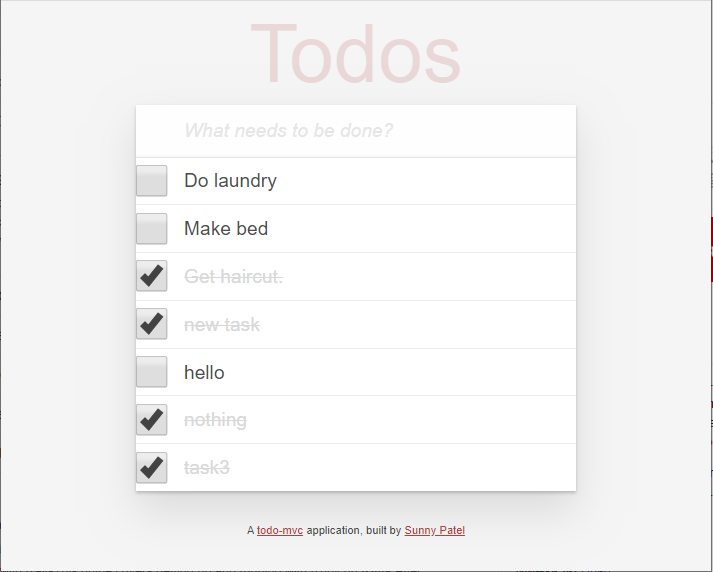 Todos
What needs to be done?
Do laundry
Make bed
Get haircut.
new task
hello
nothing
task3
A todo-mvc application, built by Sunny Patel